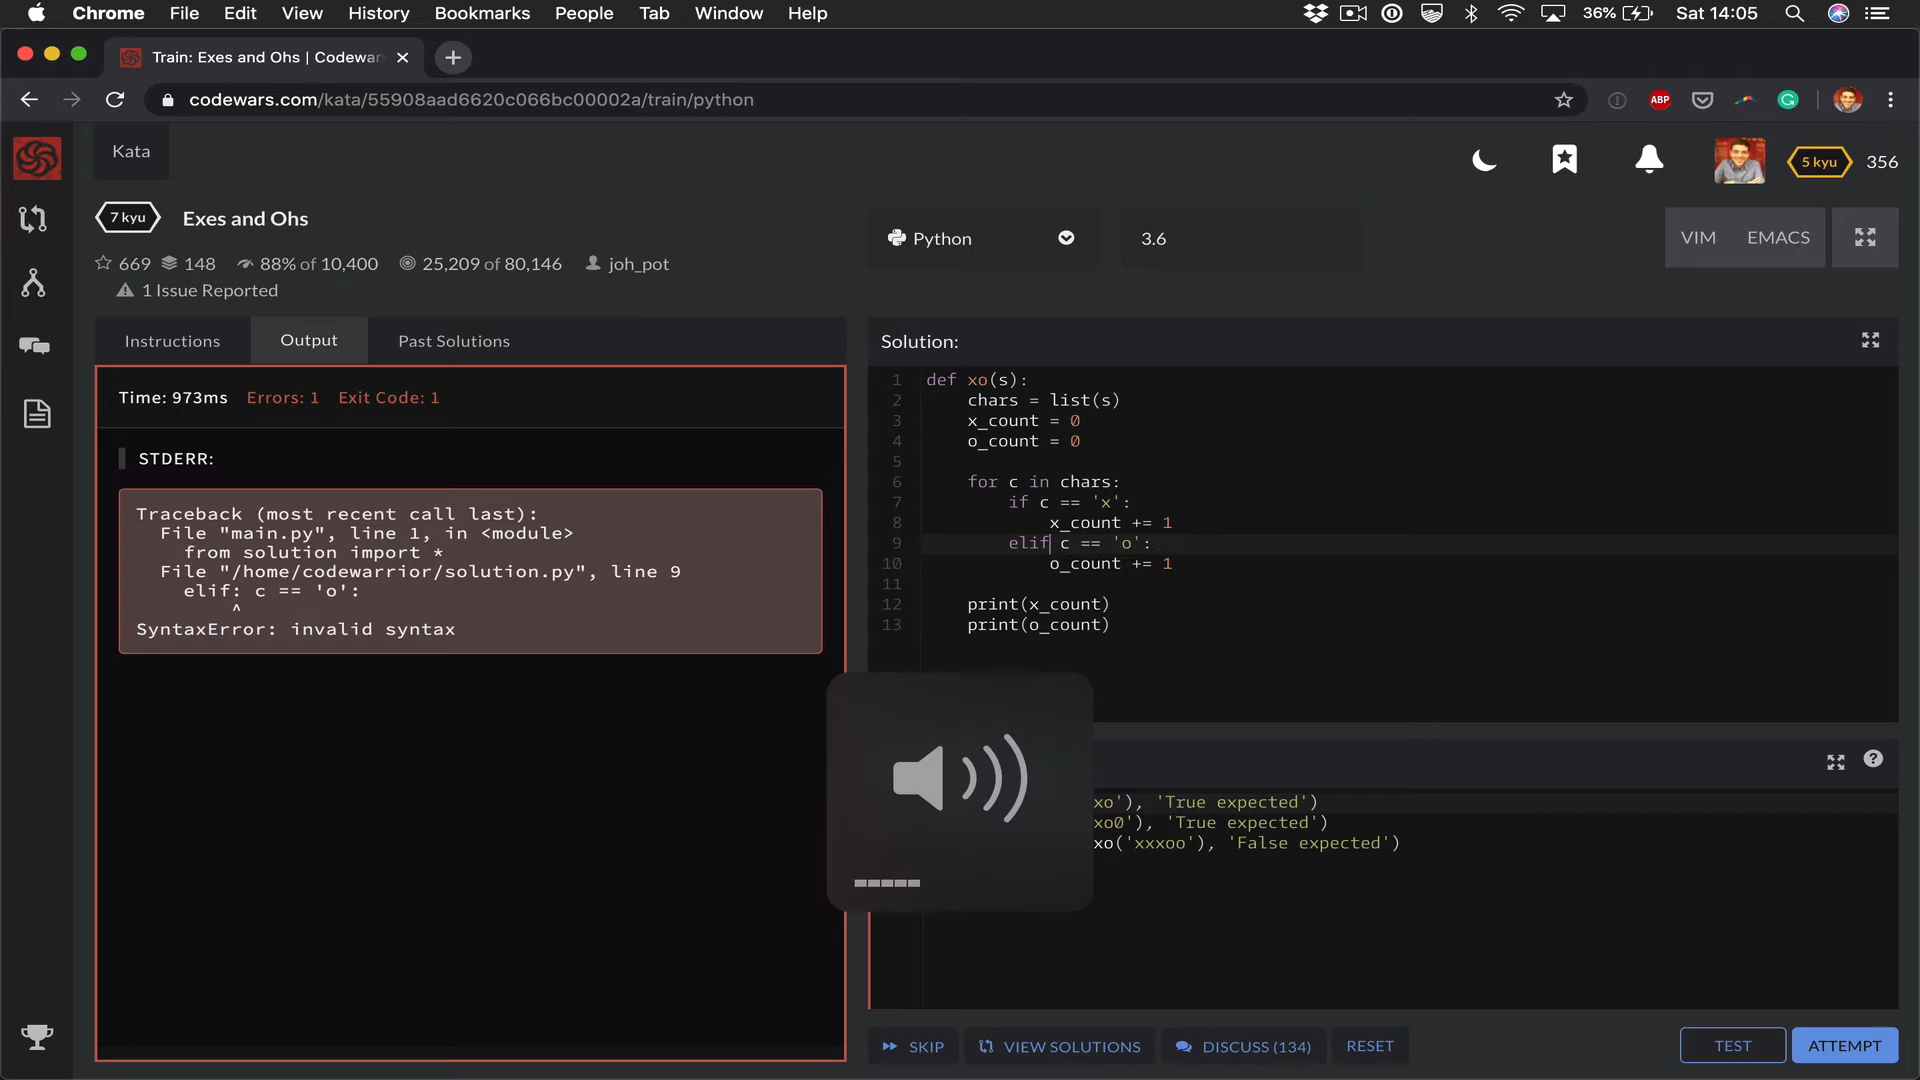 Chrome File Edit View History Bookmarks People Tab Window Help 36% Sat 14:05
Train: Exes and Ohs | Codewar
codewars.com/kata/55908aad6620c066bc00002a/train/python ABP
Kata
5 kyu 356
7 kyu Exes and Ohs
Python 3.6 VIM EMACS
669 148 88% of 10,400 25,209 of 80,146 joh_pot
1 Issue Reported
Instructions Output Past Solutions
Time: 973ms Errors: 1 Exit Code: 1
STDERR:
Traceback (most recent call last):
File "main.py", line 1, in <module>
from solution import *
File "/home/codewarrior/solution.py", line 9
elif: c == 'o':
^
SyntaxError: invalid syntax
Solution:
1 def xo(s):
2 chars = list(s)
3 x_count = 0
4 o_count = 0
5
6 for c in chars:
7 if c == 'x':
8 x_count += 1
9 elif c == 'o':
10 o_count += 1
11
12 print(x_count)
13 print(o_count)
?
xo'), 'True expected')
xo0'), 'True expected')
xo('xxxoo'), 'False expected')
SKIP VIEW SOLUTIONS DISCUSS (134) RESET TEST ATTEMPT